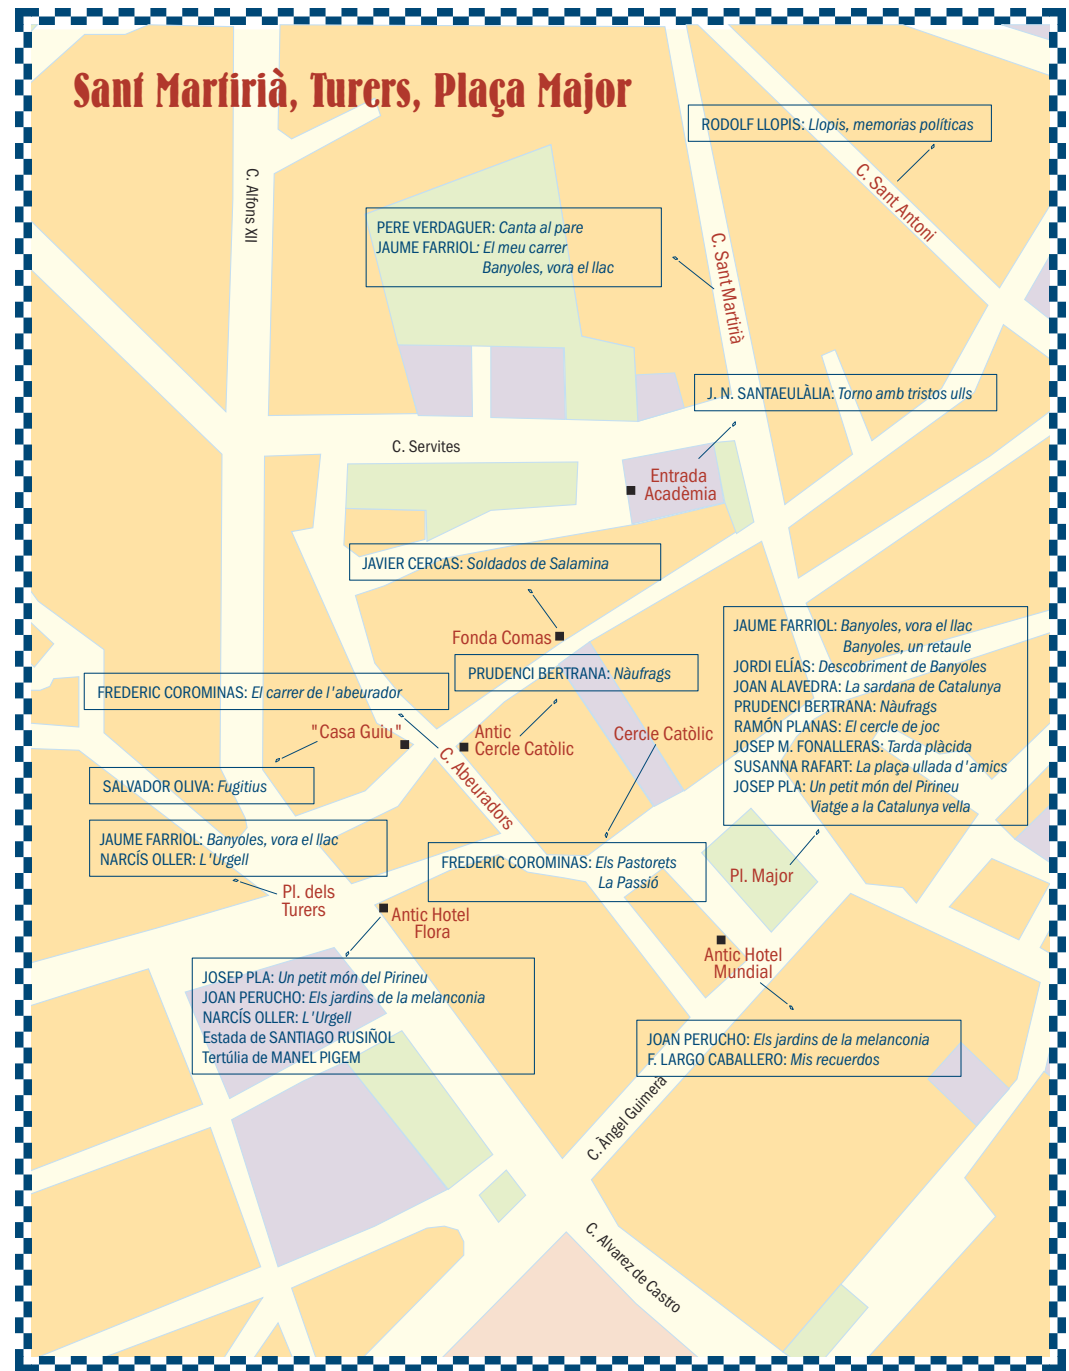 Sant Martirià, Turers, Plaça Major
RODOLF LLOPIS: Llopis, memorias políticas
C. Sant Antoni
C. Alfons XII
PERE VERDAGUER: Canta al pare
JAUME FARRIOL: El meu carrer
Banyoles, vora el llac
C. Sant Martirià
J. N. SANTAEULÀLIA: Torno amb tristos ulls
C. Servites
Entrada
Acadèmia
JAVIER CERCAS: Soldados de Salamina
Fonda Comas
PRUDENCI BERTRANA: Nàufrags
FREDERIC COROMINAS: El carrer de l'abeurador
"Casa Guiu"
Antic
Cercle Catòlic
Cercle Catòlic
C. Abeuradors
JAUME FARRIOL: Banyoles, vora el llac
Banyoles, un retaule
JORDI ELÍAS: Descobriment de Banyoles
JOAN ALAVEDRA: La sardana de Catalunya
PRUDENCI BERTRANA: Nàufrags
RAMÓN PLANAS: El cercle de joc
JOSEP M. FONALLERAS: Tarda plàcida
SUSANNA RAFART: La plaça ullada d'amics
JOSEP PLA: Un petit món del Pirineu
Viatge a la Catalunya vella
SALVADOR OLIVA: Fugitius
JAUME FARRIOL: Banyoles, vora el llac
NARCÍS OLLER: L'Urgell
FREDERIC COROMINAS: Els Pastorets
La Passió
Pl. Major
Pl. dels
Turers
Antic Hotel
Flora
Antic Hotel
Mundial
JOSEP PLA: Un petit món del Pirineu
JOAN PERUCHO: Els jardins de la melanconia
NARCÍS OLLER: L'Urgell
Estada de SANTIAGO RUSIÑOL
Tertúlia de MANEL PIGEM
JOAN PERUCHO: Els jardins de la melanconia
F. LARGO CABALLERO: Mis recuerdos
C. Àngel Guimerà
C. Alvarez de Castro